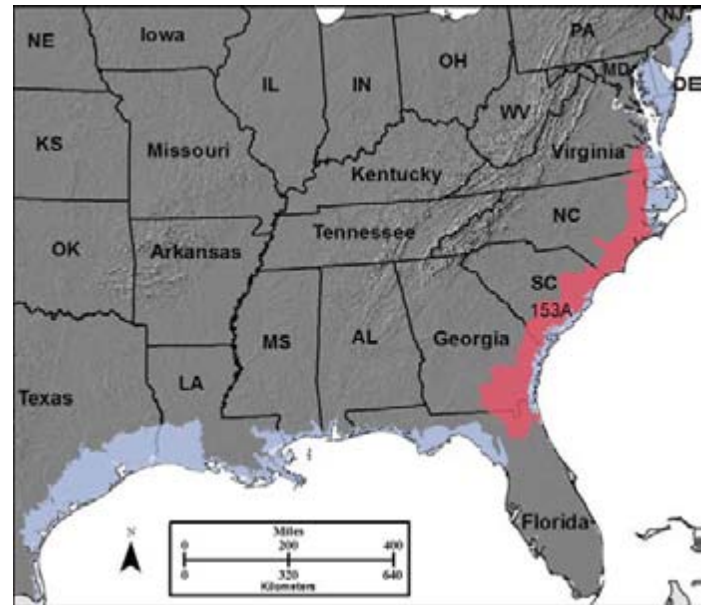 NE
Iowa
IL
IN
OH
PA
NJ
MD
DE
WV
KS
Missouri
Kentucky
Virginia
OK
Arkansas
Tennessee
NC
SC
153A
MS
AL
Georgia
LA
Texas
Florida
N
Miles
0 200 400
0 320 640
Kilometers